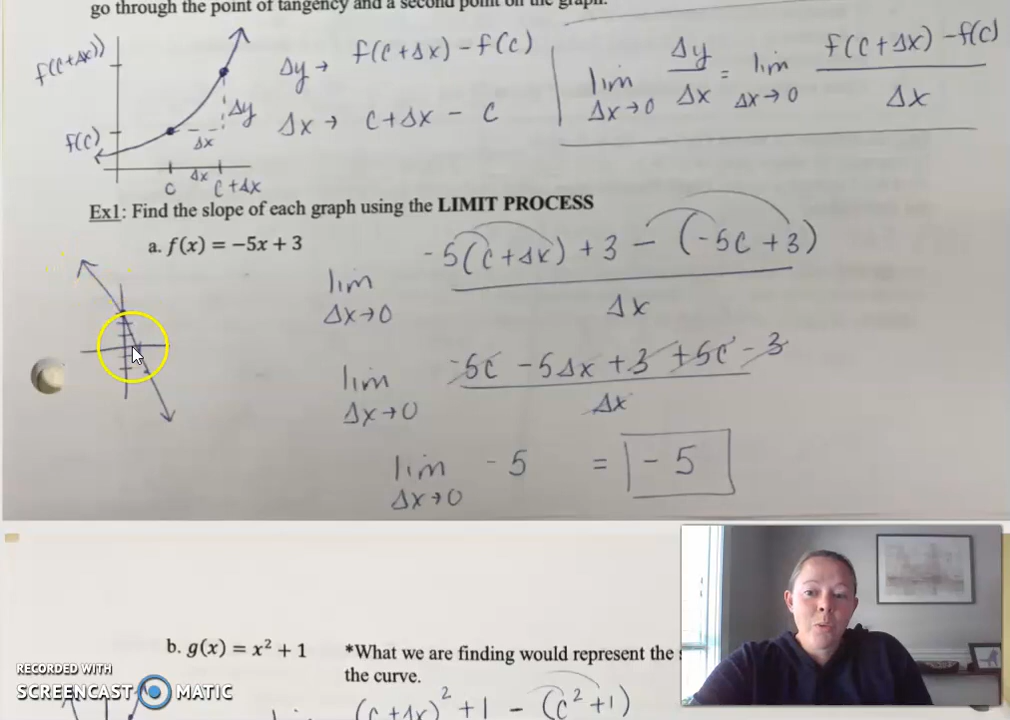 go through the point of tangency and a second point on the graph.
f(c+Δx))
f(c)
Δy
Δx
Δx
c
c+Δx
Δy → f(c+Δx) - f(c)
Δx → c+Δx - c
lim Δx→0 Δy/Δx = lim Δx→0 f(c+Δx) - f(c) / Δx
Ex1: Find the slope of each graph using the LIMIT PROCESS
a. f(x) = −5x + 3
lim Δx→0 -5(c+Δx) + 3 - (-5c + 3) / Δx
lim Δx→0 -5c - 5Δx + 3 + 5c - 3 / Δx
lim Δx→0 -5 = -5
b. g(x) = x² + 1
*What we are finding would represent the
the curve.
(c+Δx)² + 1 - (c² + 1)
RECORDED WITH
SCREENCAST MATIC